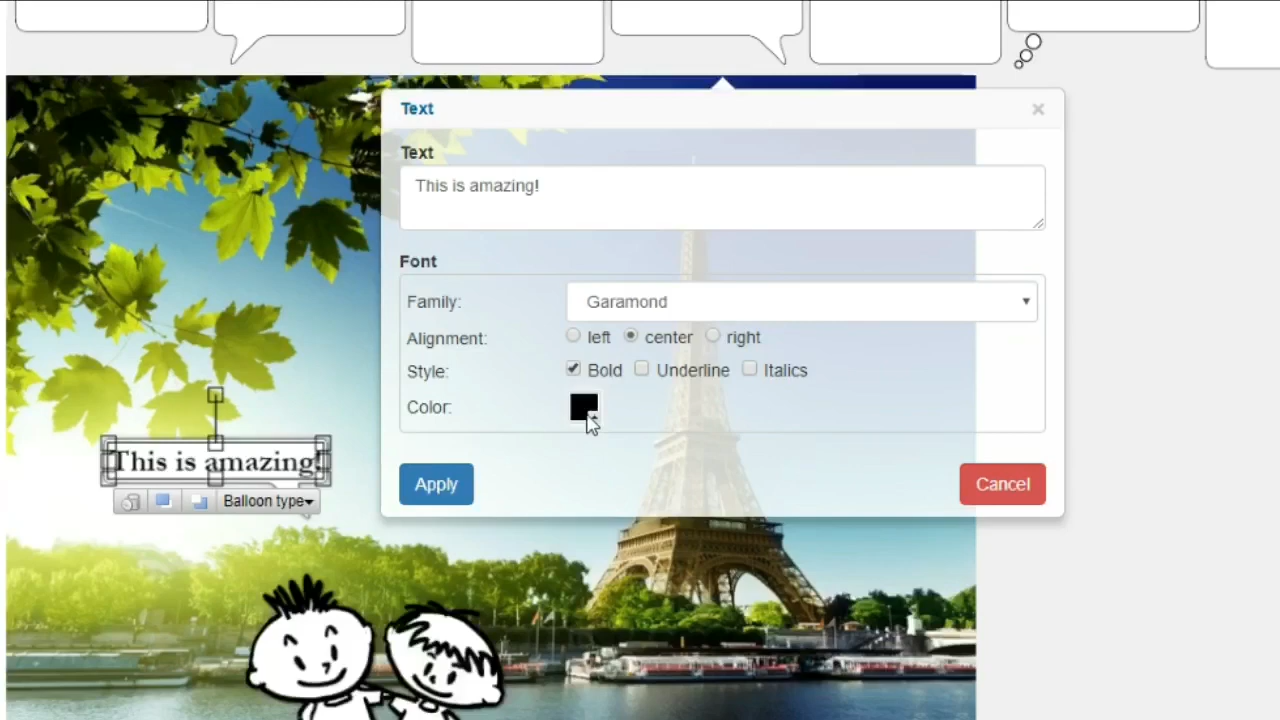 Text
×
Text
This is amazing!
Font
Family:
Garamond
Alignment:
left center right
Style:
Bold Underline Italics
Color:
Apply
Cancel
This is amazing!
Balloon type